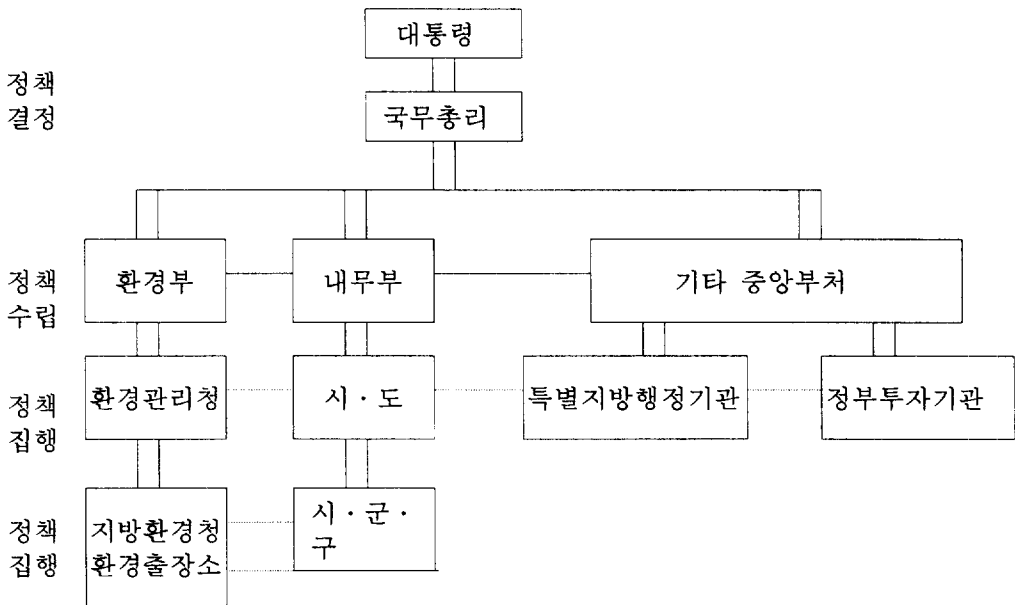 대통령
정책
결정
국무총리
정책
수립
환경부
내무부
기타 중앙부처
정책
집행
환경관리청
시·도
특별지방행정기관
정부투자기관
정책
집행
지방환경청
환경출장소
시·군·
구